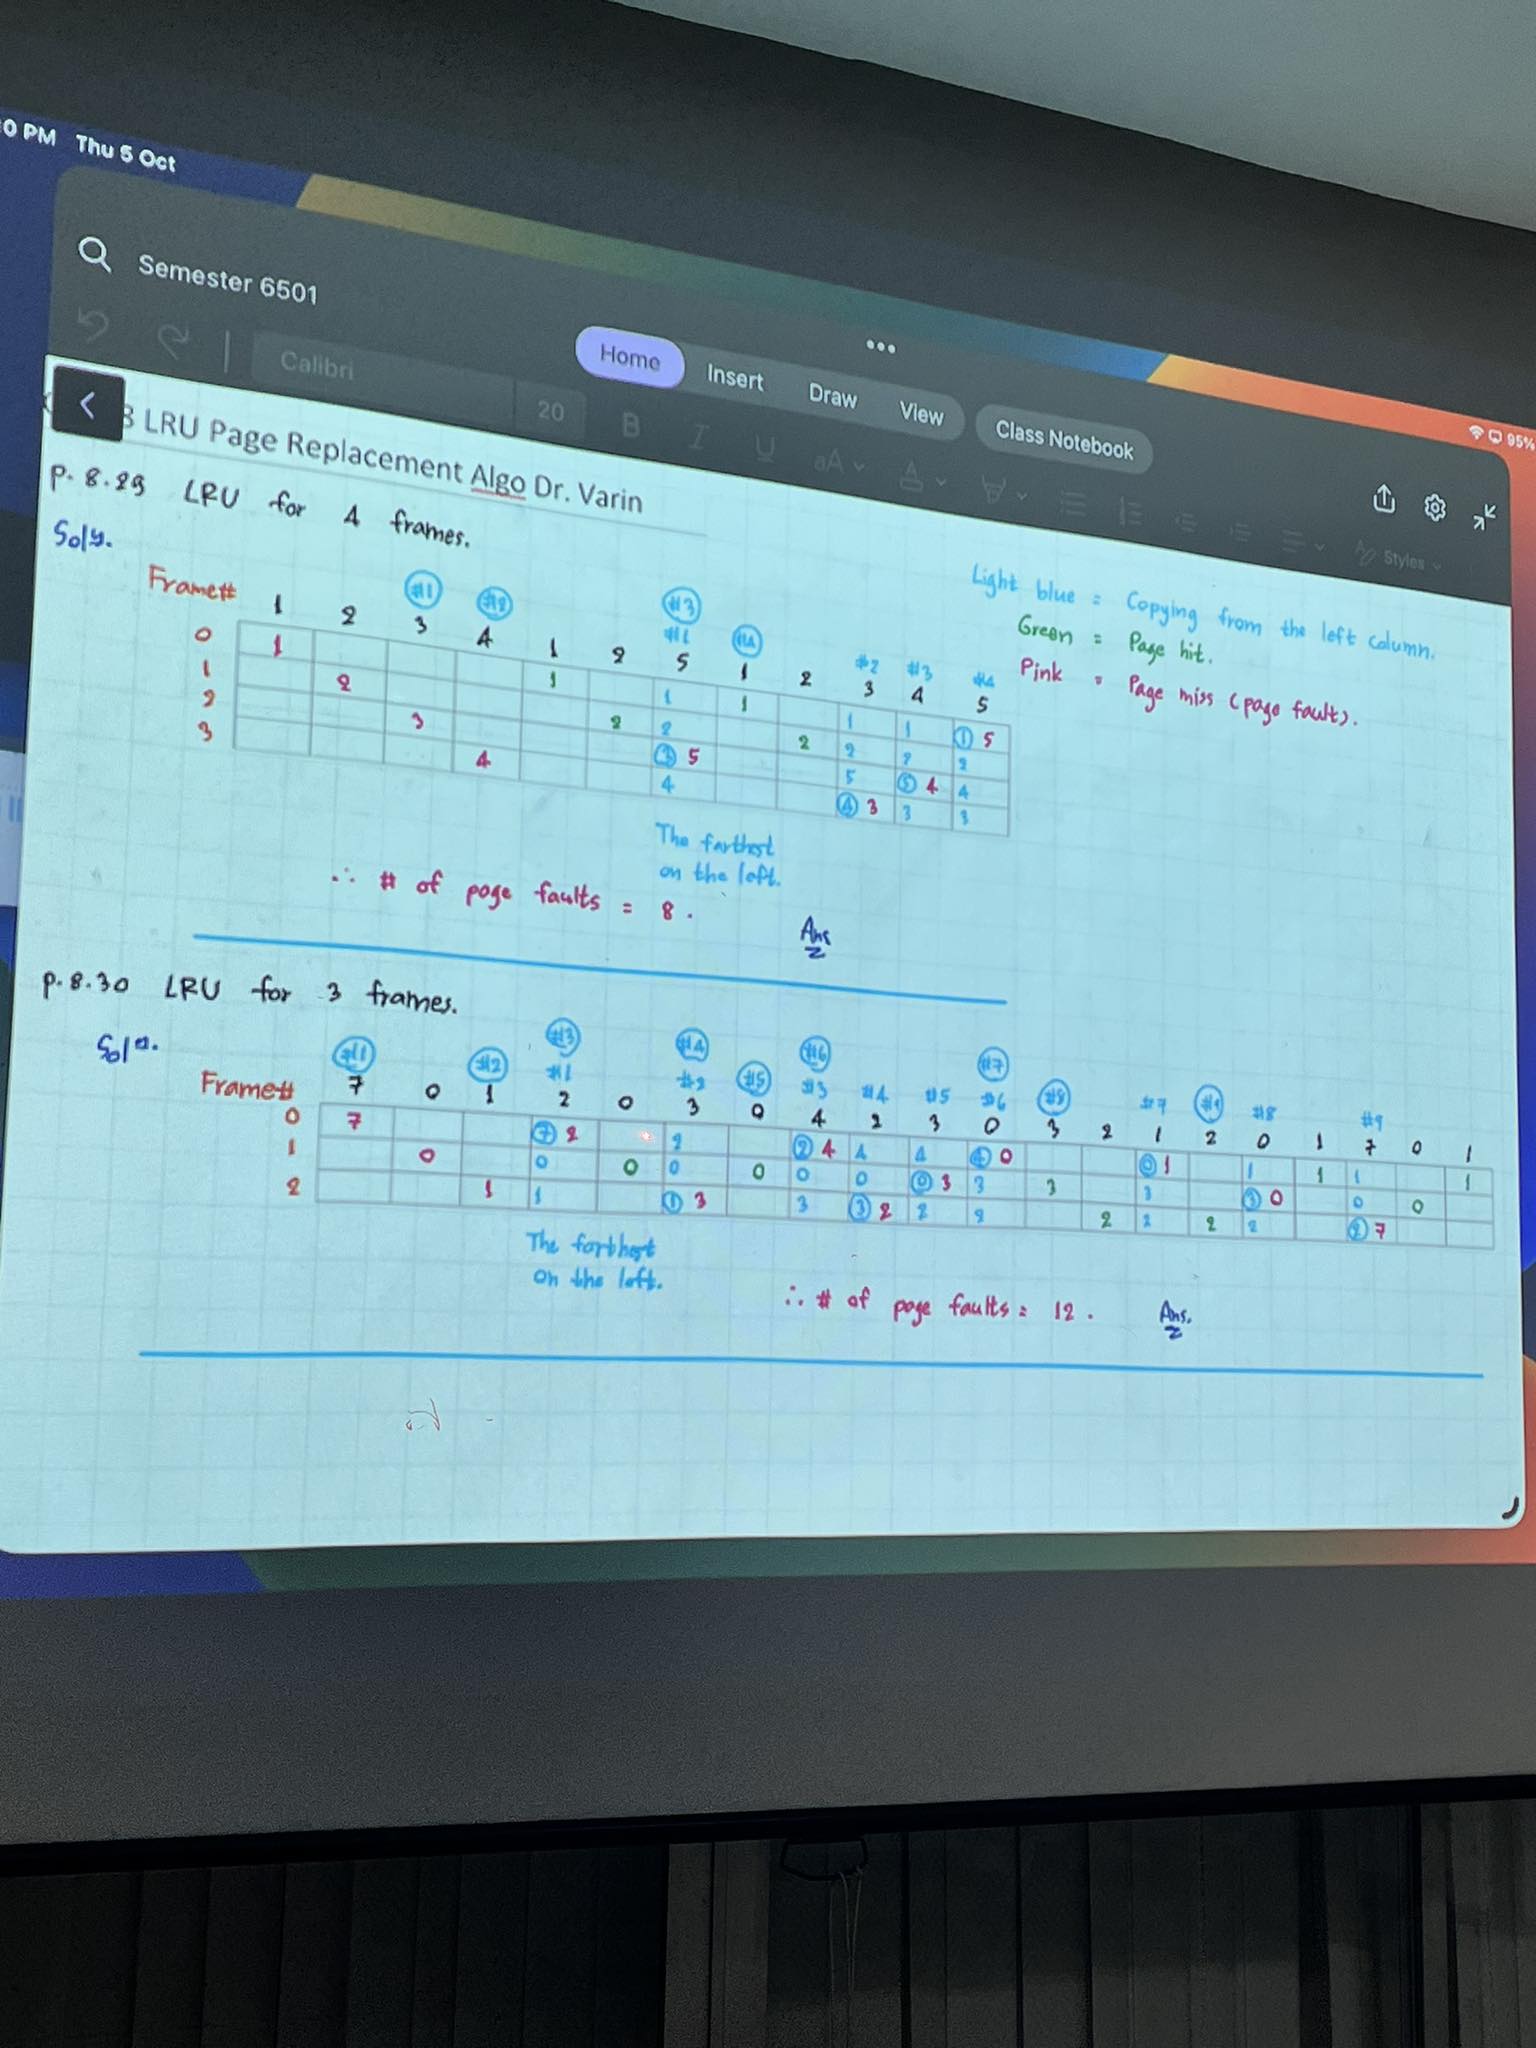 0 PM Thu 5 Oct
Semester 6501
95%
Home Insert Draw View Class Notebook
Calibri 20 B I U aA Styles
3 LRU Page Replacement Algo Dr. Varin
P. 8.29 LRU for 4 frames.
Soln.
Light blue = Copying from the left column.
Green = Page hit.
Pink = Page miss (page fault).
#1 #2 #3 #4
#1 #2 #3 #4
Frame# 1 2 3 4 1 2 5 1 2 3 4 5
0 1 1 1 1 1 1 1 5
1 2 2 2 2 2 2 2
2 3 3 5 5 5 4 4
3 4 4 4 3 3 3
The farthest
on the left.
∴ # of page faults = 8.
Ans
P. 8.30 LRU for 3 frames.
Soln.
#1 #2 #3 #4 #5 #6 #7 #8 #9
#1 #2 #3 #4 #5 #6 #7 #8 #9
Frame# 7 0 1 2 0 3 0 4 2 3 0 3 2 1 2 0 1 7 0 1
0 7 7 2 2 2 4 4 4 4 0 0 1 1 1 1 1
1 0 0 0 0 0 0 0 0 3 3 3 3 3 0 0 0
2 1 1 1 3 3 3 2 2 2 2 2 2 2 2 7
The farthest
on the left.
∴ # of page faults = 12.
Ans.